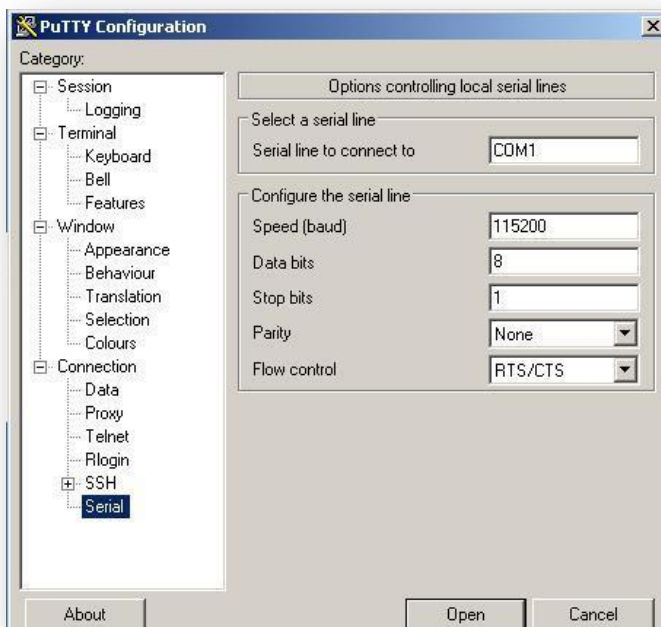 PuTTY Configuration
Category:
Session
Logging
Terminal
Keyboard
Bell
Features
Window
Appearance
Behaviour
Translation
Selection
Colours
Connection
Data
Proxy
Telnet
Rlogin
SSH
Serial
Options controlling local serial lines
Select a serial line
Serial line to connect to COM1
Configure the serial line
Speed (baud) 115200
Data bits 8
Stop bits 1
Parity None
Flow control RTS/CTS
About Open Cancel